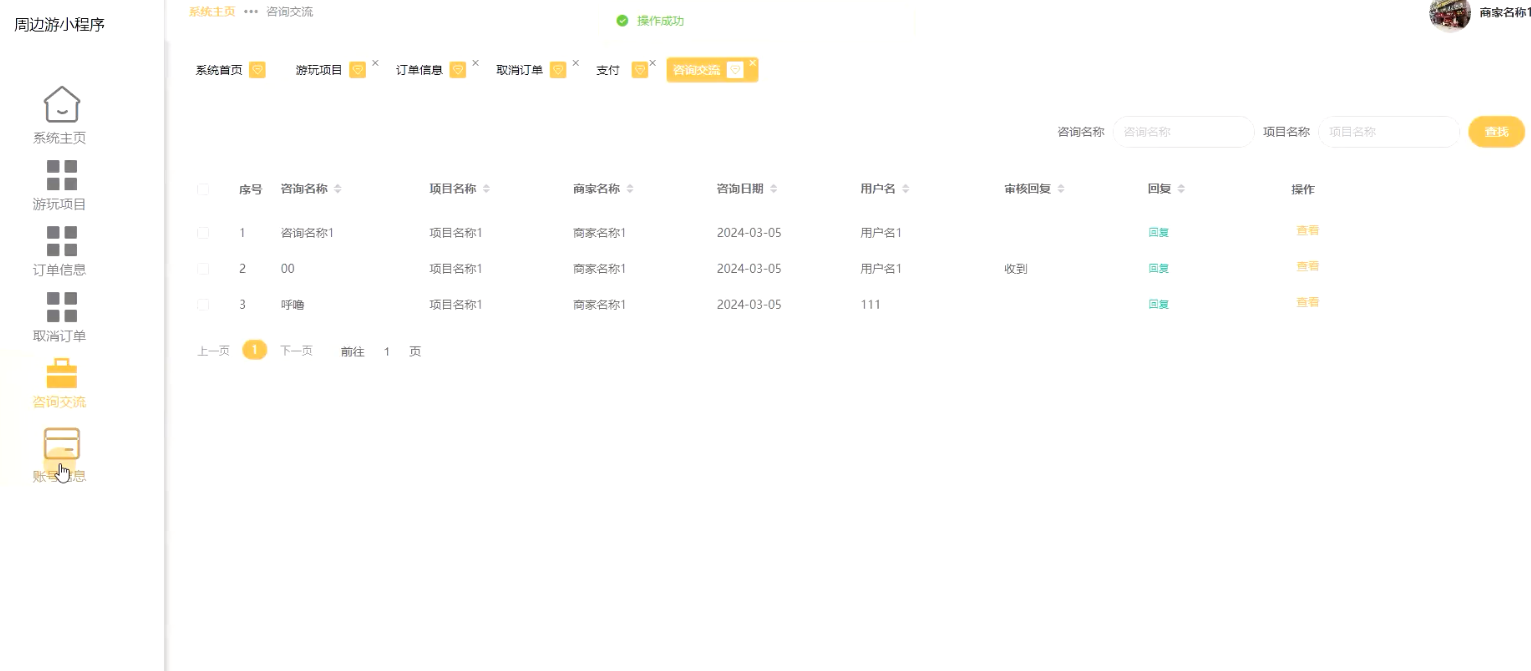 周边游小程序
系统主页 ••• 咨询交流
操作成功
商家名称1
系统首页 游玩项目 × 订单信息 × 取消订单 × 支付 × 咨询交流 ×
系统主页
游玩项目
订单信息
取消订单
咨询交流
账号信息
咨询名称 咨询名称 项目名称 项目名称 查找
序号 咨询名称 项目名称 商家名称 咨询日期 用户名 审核回复 回复 操作
1 咨询名称1 项目名称1 商家名称1 2024-03-05 用户名1 回复 查看
2 00 项目名称1 商家名称1 2024-03-05 用户名1 收到 回复 查看
3 呼噜 项目名称1 商家名称1 2024-03-05 111 回复 查看
上一页 1 下一页 前往 1 页